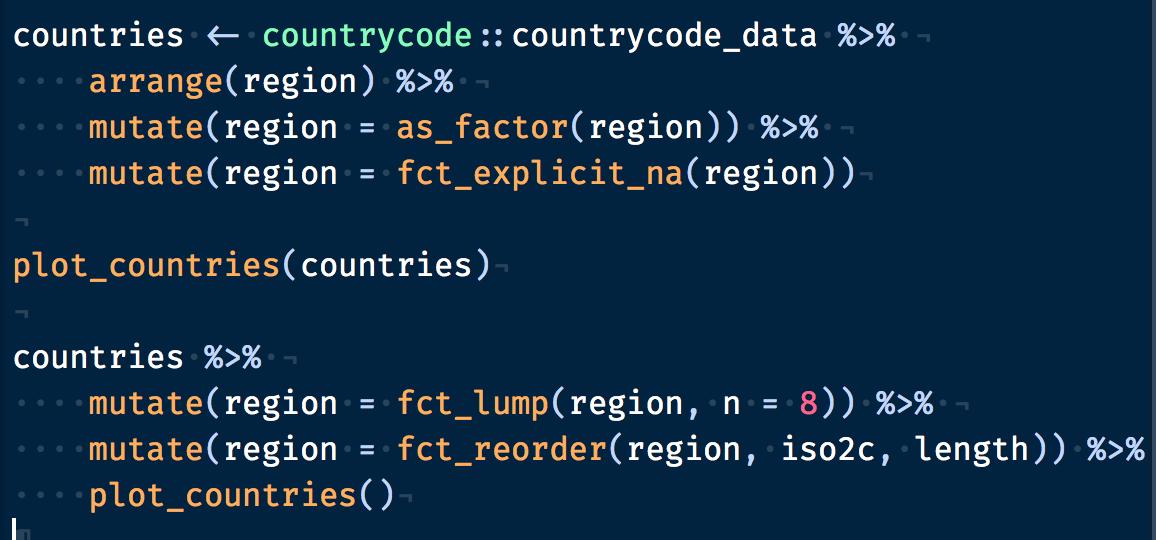 countries <- countrycode::countrycode_data %>%
    arrange(region) %>%
    mutate(region = as_factor(region)) %>%
    mutate(region = fct_explicit_na(region))

plot_countries(countries)

countries %>%
    mutate(region = fct_lump(region, n = 8)) %>%
    mutate(region = fct_reorder(region, iso2c, length)) %>%
    plot_countries()